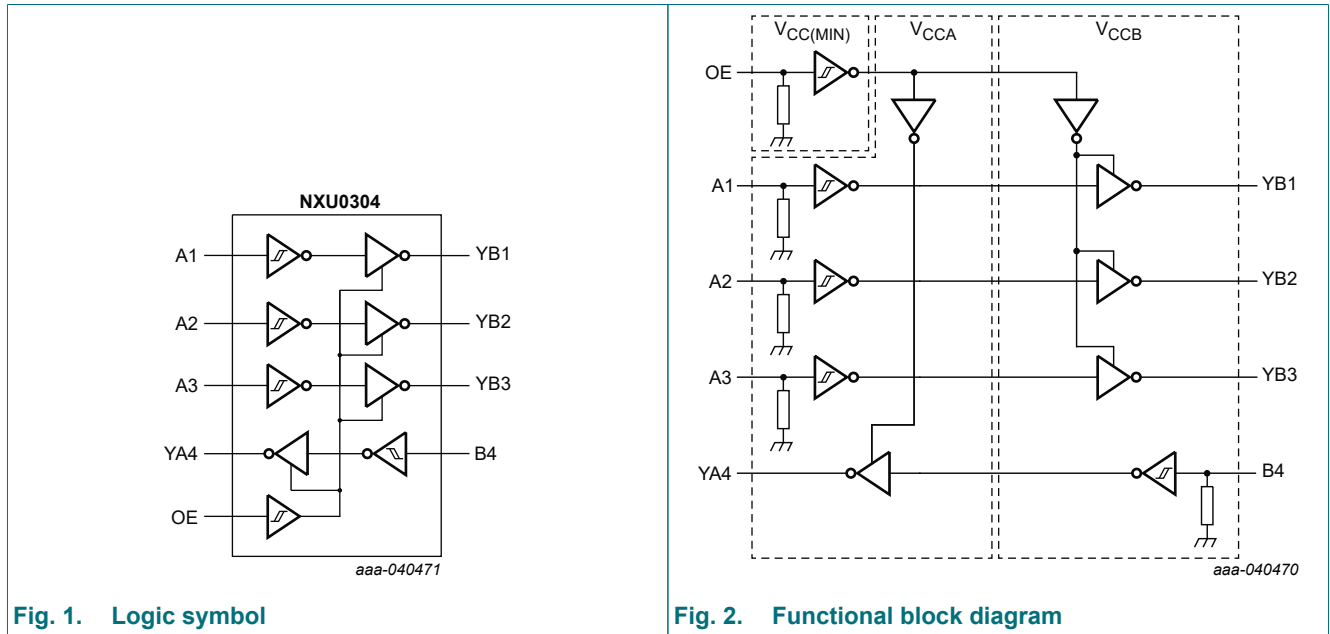 NXU0304
A1
YB1
A2
YB2
A3
YB3
YA4
B4
OE
aaa-040471
Fig. 1. Logic symbol
VCC(MIN)
VCCA
VCCB
OE
A1
YB1
A2
YB2
A3
YB3
YA4
B4
aaa-040470
Fig. 2. Functional block diagram